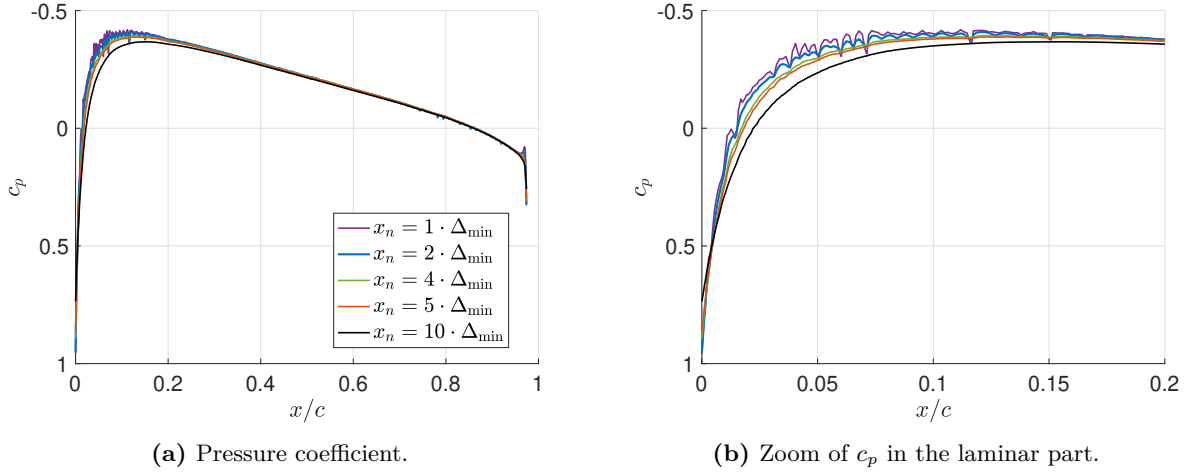 -0.5
0
0.5
1
c_p
0
0.2
0.4
0.6
0.8
1
x/c
x_n = 1 · Δ_min
x_n = 2 · Δ_min
x_n = 4 · Δ_min
x_n = 5 · Δ_min
x_n = 10 · Δ_min
(a) Pressure coefficient.
-0.5
0
0.5
1
c_p
0
0.05
0.1
0.15
0.2
x/c
(b) Zoom of c_p in the laminar part.